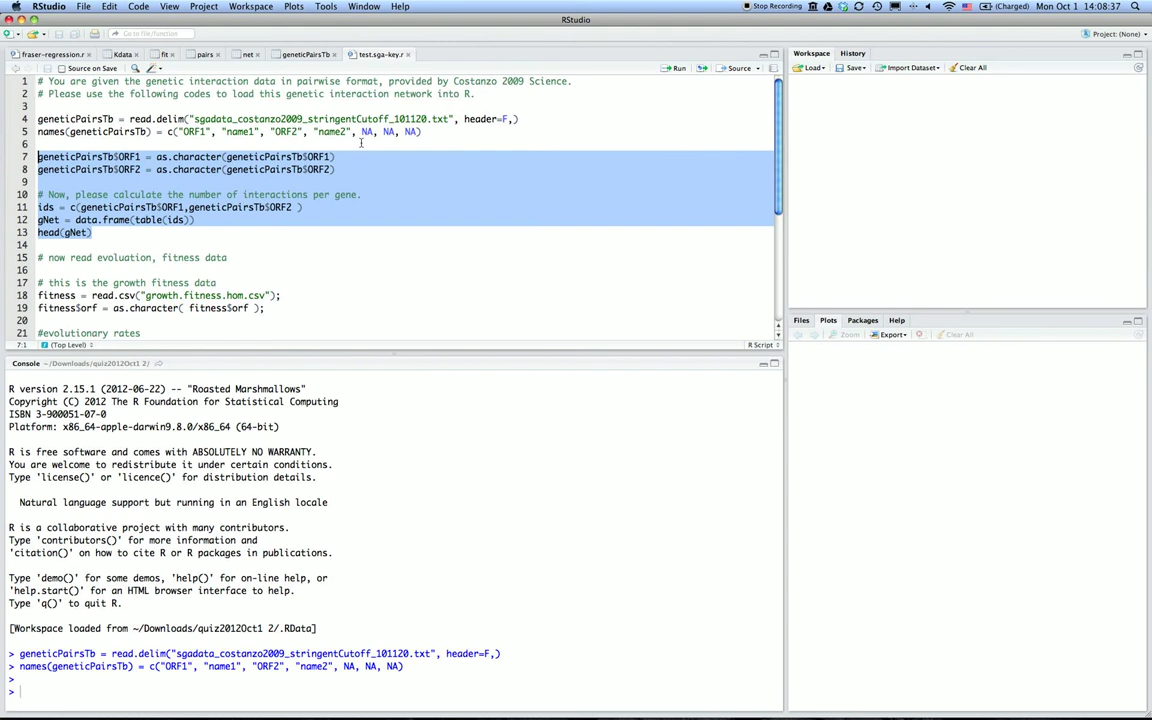 RStudio File Edit Code View Project Workspace Plots Tools Window Help Stop Recording (Charged) Mon Oct 1 14:08:37
RStudio
Go to file/function Project: (None)
fraser-regression.r Kdata fit pairs net geneticPairsTb test.sga-key.r
Source on Save Run Source
1 # You are given the genetic interaction data in pairwise format, provided by Costanzo 2009 Science.
2 # Please use the following codes to load this genetic interaction network into R.
3
4 geneticPairsTb = read.delim("sgadata_costanzo2009_stringentCutoff_101120.txt", header=F,)
5 names(geneticPairsTb) = c("ORF1", "name1", "ORF2", "name2", NA, NA, NA)
6
7 geneticPairsTb$ORF1 = as.character(geneticPairsTb$ORF1)
8 geneticPairsTb$ORF2 = as.character(geneticPairsTb$ORF2)
9
10 # Now, please calculate the number of interactions per gene.
11 ids = c(geneticPairsTb$ORF1,geneticPairsTb$ORF2 )
12 gNet = data.frame(table(ids))
13 head(gNet)
14
15 # now read evoluation, fitness data
16
17 # this is the growth fitness data
18 fitness = read.csv("growth.fitness.hom.csv");
19 fitness$orf = as.character( fitness$orf );
20
21 #evolutionary rates
7:1 (Top Level) R Script
Console ~/Downloads/quiz2012Oct1 2/
R version 2.15.1 (2012-06-22) -- "Roasted Marshmallows"
Copyright (C) 2012 The R Foundation for Statistical Computing
ISBN 3-900051-07-0
Platform: x86_64-apple-darwin9.8.0/x86_64 (64-bit)
R is free software and comes with ABSOLUTELY NO WARRANTY.
You are welcome to redistribute it under certain conditions.
Type 'license()' or 'licence()' for distribution details.
Natural language support but running in an English locale
R is a collaborative project with many contributors.
Type 'contributors()' for more information and
'citation()' on how to cite R or R packages in publications.
Type 'demo()' for some demos, 'help()' for on-line help, or
'help.start()' for an HTML browser interface to help.
Type 'q()' to quit R.
[Workspace loaded from ~/Downloads/quiz2012Oct1 2/.RData]
> geneticPairsTb = read.delim("sgadata_costanzo2009_stringentCutoff_101120.txt", header=F,)
> names(geneticPairsTb) = c("ORF1", "name1", "ORF2", "name2", NA, NA, NA)
>
>
Workspace History
Load Save Import Dataset Clear All
Files Plots Packages Help
Zoom Export Clear All